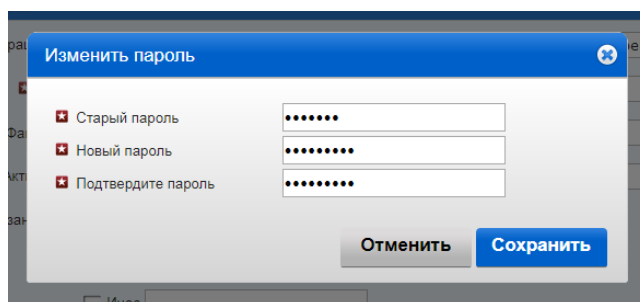 Изменить пароль
Старый пароль
•••••••
Новый пароль
•••••••••
Подтвердите пароль
•••••••••
Отменить Сохранить